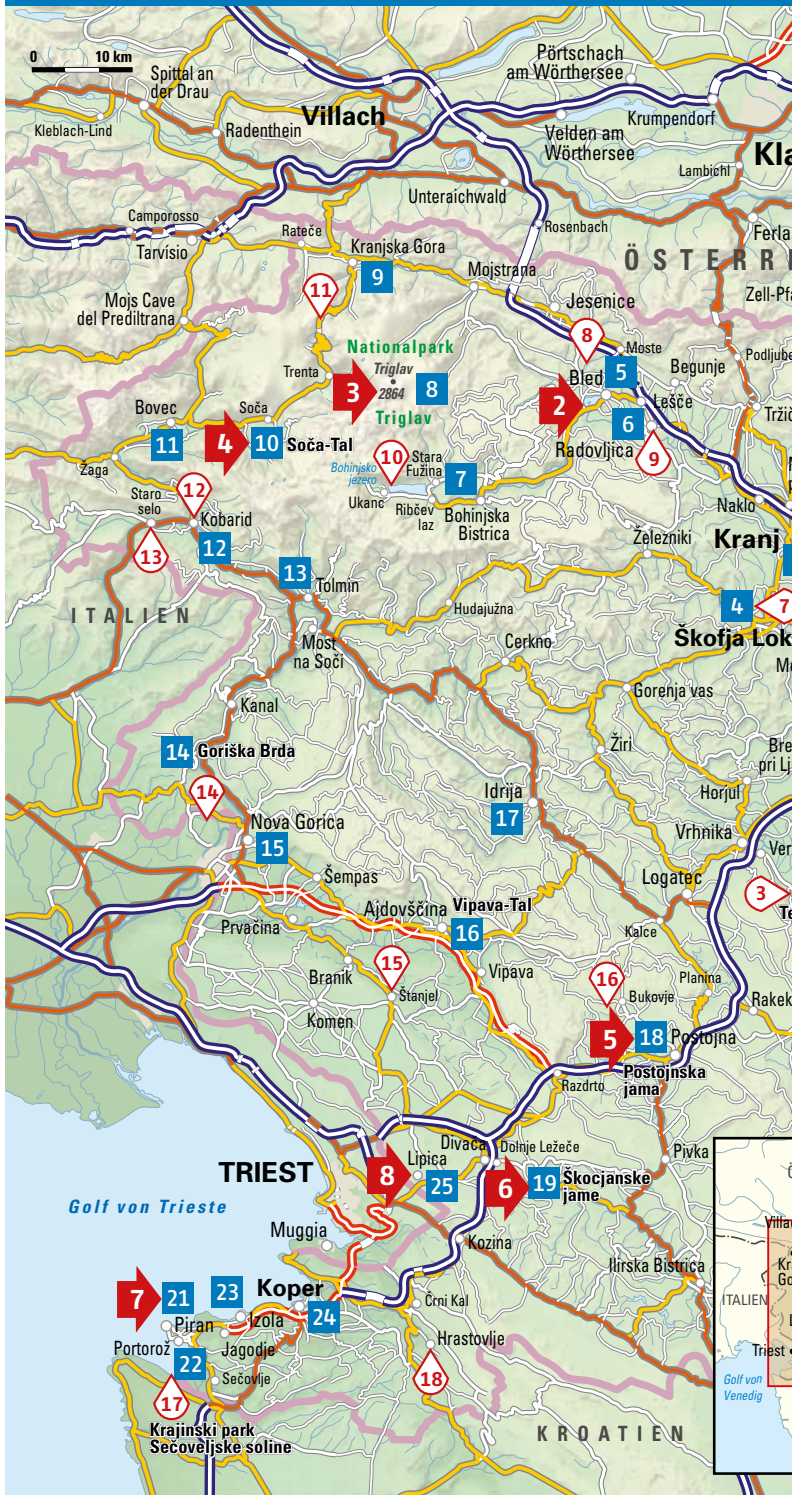 0 10 km
Pörtschach
am Wörthersee
Spittal an
der Drau
Villach
Krumpendorf
Kleblach-Lind
Radenthein
Velden am
Wörthersee
Kla
Lambichl
Unteraichwald
Camporosso
Rosenbach
Ferla
Tarvisio
Rateče
Kranjska Gora
ÖSTERRE
9
Mojstrana
Zell-Pfa
Mojs Cave
del Prediltrana
11
Jesenice
8
Nationalpark
Moste
Podljube
Triglav
2864
Triglav
3
8
Trenta
Bled
5
Begunje
2
Lešče
Bovec
Soča
6
Tržič
11
4
10
Soča-Tal
Radovljica
9
Žaga
10
Stara
Fužina
7
Bohinjsko
jezero
Ukanc
Ribčev
laz
Bohinjska
Bistrica
Naklo
12
Staro
selo
Kobarid
Kranj
13
12
Železniki
13
Tolmin
4
7
ITALIEN
Hudajužna
Most
na Soči
Cerkno
Škofja Lok
Gorenja vas
Kanal
Žiri
14
Goriška Brda
Bre
pri Lj
14
Idrija
17
Horjul
Nova Gorica
15
Vrhnika
Ver
Šempas
Logatec
3
Te
Ajdovščina
Vipava-Tal
16
Prvačina
Kalce
15
Branik
Vipava
16
Planina
Štanjel
Bukovje
Rakek
Komen
5
18
Postojna
Postojnska
jama
Razdrto
Divača
Dolnje Ležeče
Pivka
TRIEST
8
Lipica
25
6
19
Škocjanske
jame
Golf von Trieste
Muggia
Kozina
Villa
Kr
Go
Ilirska Bistrica
ITALIEN
L
7
21
23
Koper
24
Črni Kal
Piran
Izola
Triest
Portorož
22
Jagodje
Hrastovlje
Sečovlje
18
Golf von
Venedig
17
Krajinski park
Sečoveljske soline
KROATIEN